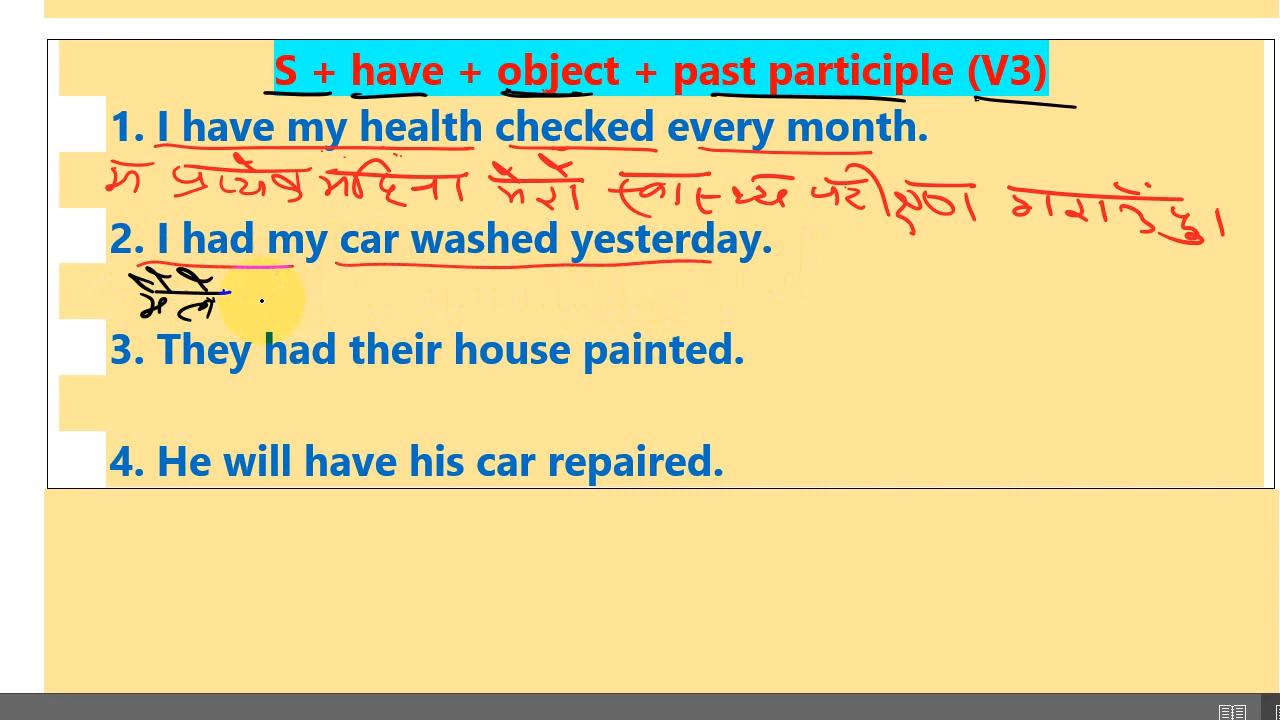 S + have + object + past participle (V3)
1. I have my health checked every month.
म प्रत्येक महिना मेरो स्वास्थ्य परीक्षण गराउँछु।
2. I had my car washed yesterday.
मैले
3. They had their house painted.
4. He will have his car repaired.